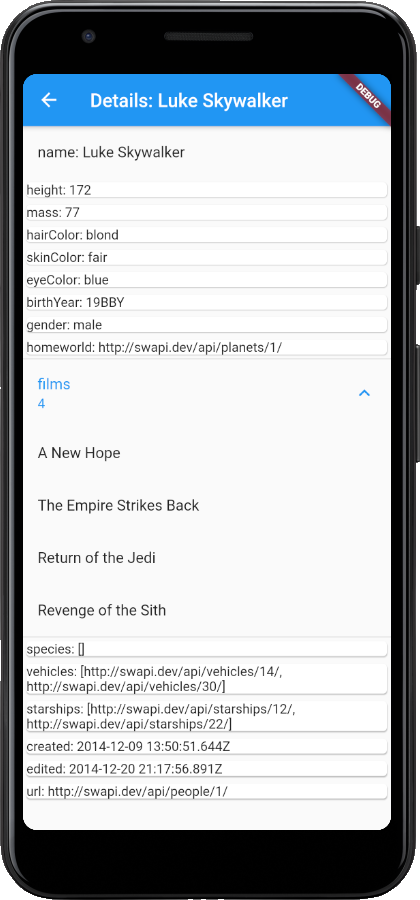 Details: Luke Skywalker
DEBUG
name: Luke Skywalker
height: 172
mass: 77
hairColor: blond
skinColor: fair
eyeColor: blue
birthYear: 19BBY
gender: male
homeworld: http://swapi.dev/api/planets/1/
films
4
A New Hope
The Empire Strikes Back
Return of the Jedi
Revenge of the Sith
species: []
vehicles: [http://swapi.dev/api/vehicles/14/,
http://swapi.dev/api/vehicles/30/]
starships: [http://swapi.dev/api/starships/12/,
http://swapi.dev/api/starships/22/]
created: 2014-12-09 13:50:51.644Z
edited: 2014-12-20 21:17:56.891Z
url: http://swapi.dev/api/people/1/